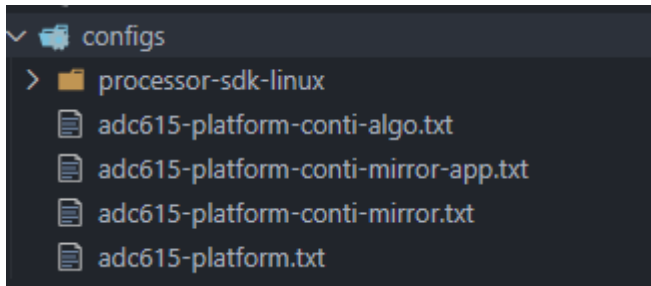 configs
processor-sdk-linux
adc615-platform-conti-algo.txt
adc615-platform-conti-mirror-app.txt
adc615-platform-conti-mirror.txt
adc615-platform.txt